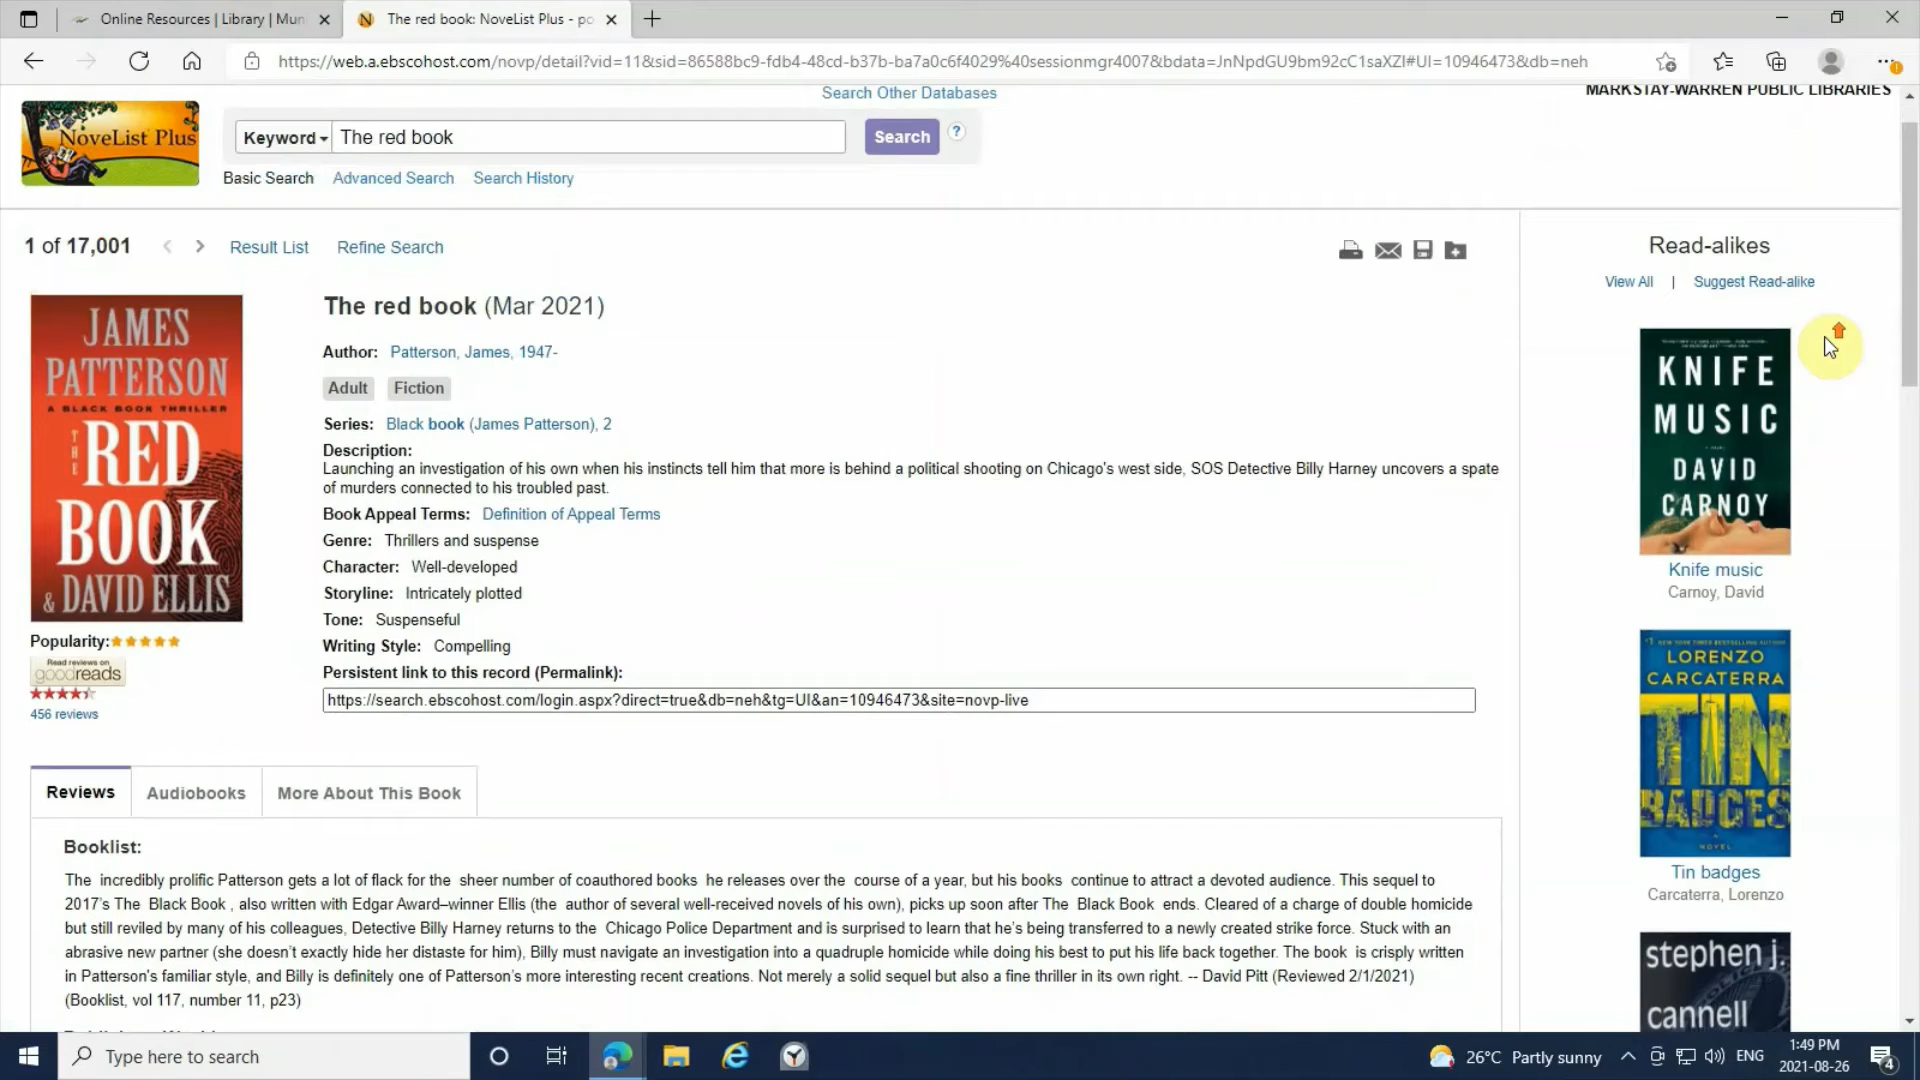 Online Resources | Library | Mun
The red book: NoveList Plus - po
https://web.a.ebscohost.com/novp/detail?vid=11&sid=86588bc9-fdb4-48cd-b37b-ba7a0c6f4029%40sessionmgr4007&bdata=JnNpdGU9bm92cC1saXZl#UI=10946473&db=neh
Search Other Databases
MARKSTAY-WARREN PUBLIC LIBRARIES
NoveList Plus
Keyword
The red book
Search
?
Basic Search
Advanced Search
Search History
1 of 17,001
Result List
Refine Search
JAMES
PATTERSON
A BLACK BOOK THRILLER
THE
RED
BOOK
& DAVID ELLIS
Popularity:
Read reviews on
goodreads
456 reviews
The red book (Mar 2021)
Author: Patterson, James, 1947-
Adult
Fiction
Series: Black book (James Patterson), 2
Description:
Launching an investigation of his own when his instincts tell him that more is behind a political shooting on Chicago's west side, SOS Detective Billy Harney uncovers a spate
of murders connected to his troubled past.
Book Appeal Terms: Definition of Appeal Terms
Genre: Thrillers and suspense
Character: Well-developed
Storyline: Intricately plotted
Tone: Suspenseful
Writing Style: Compelling
Persistent link to this record (Permalink):
https://search.ebscohost.com/login.aspx?direct=true&db=neh&tg=UI&an=10946473&site=novp-live
Reviews
Audiobooks
More About This Book
Booklist:
The incredibly prolific Patterson gets a lot of flack for the sheer number of coauthored books he releases over the course of a year, but his books continue to attract a devoted audience. This sequel to
2017's The Black Book , also written with Edgar Award–winner Ellis (the author of several well-received novels of his own), picks up soon after The Black Book ends. Cleared of a charge of double homicide
but still reviled by many of his colleagues, Detective Billy Harney returns to the Chicago Police Department and is surprised to learn that he's being transferred to a newly created strike force. Stuck with an
abrasive new partner (she doesn't exactly hide her distaste for him), Billy must navigate an investigation into a quadruple homicide while doing his best to put his life back together. The book is crisply written
in Patterson's familiar style, and Billy is definitely one of Patterson's more interesting recent creations. Not merely a solid sequel but also a fine thriller in its own right. -- David Pitt (Reviewed 2/1/2021)
(Booklist, vol 117, number 11, p23)
Read-alikes
View All | Suggest Read-alike
KNIFE
MUSIC
DAVID
CARNOY
Knife music
Carnoy, David
#1 NEW YORK TIMES BESTSELLING AUTHOR
LORENZO
CARCATERRA
TIN
BADGES
NOVEL
Tin badges
Carcaterra, Lorenzo
stephen j.
cannell
Type here to search
26°C Partly sunny
ENG
1:49 PM
2021-08-26
4